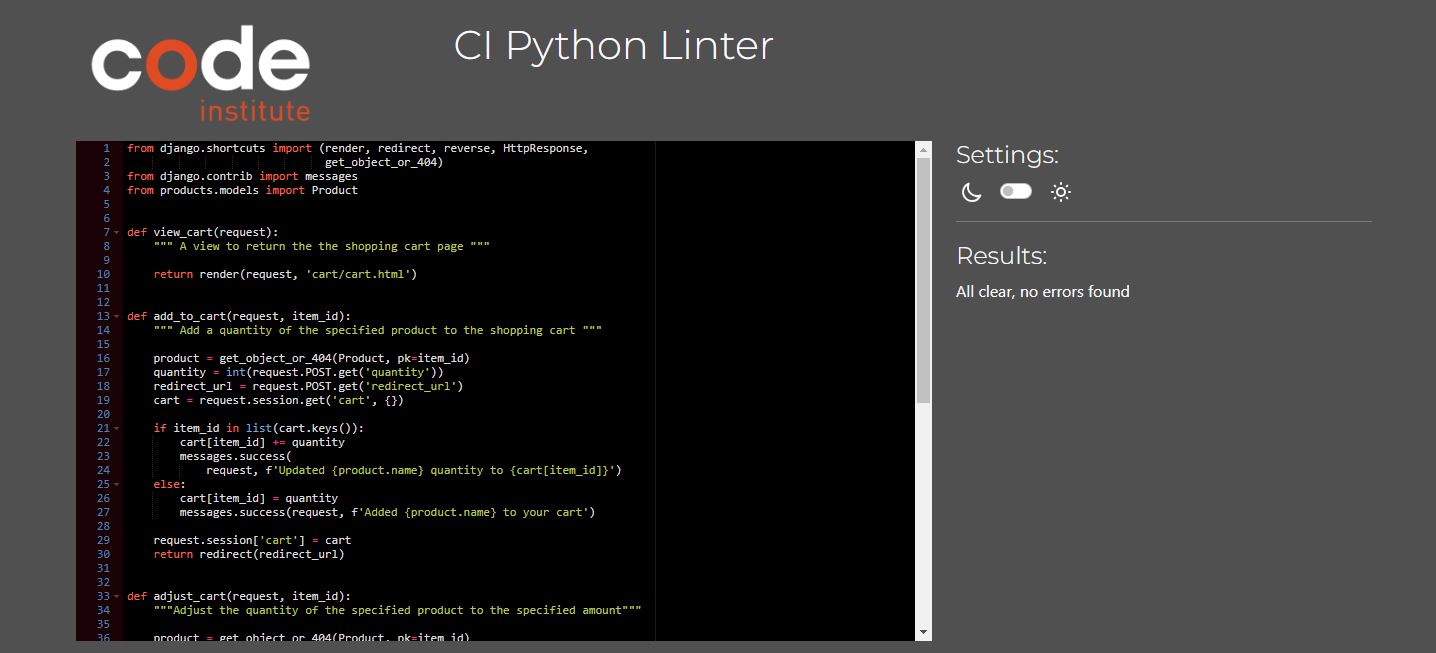 code
institute
CI Python Linter
1 from django.shortcuts import (render, redirect, reverse, HttpResponse,
2 get_object_or_404)
3 from django.contrib import messages
4 from products.models import Product
5
6
7 def view_cart(request):
8 """ A view to return the the shopping cart page """
9
10 return render(request, 'cart/cart.html')
11
12
13 def add_to_cart(request, item_id):
14 """ Add a quantity of the specified product to the shopping cart """
15
16 product = get_object_or_404(Product, pk=item_id)
17 quantity = int(request.POST.get('quantity'))
18 redirect_url = request.POST.get('redirect_url')
19 cart = request.session.get('cart', {})
20
21 if item_id in list(cart.keys()):
22 cart[item_id] += quantity
23 messages.success(
24 request, f'Updated {product.name} quantity to {cart[item_id]}')
25 else:
26 cart[item_id] = quantity
27 messages.success(request, f'Added {product.name} to your cart')
28
29 request.session['cart'] = cart
30 return redirect(redirect_url)
31
32
33 def adjust_cart(request, item_id):
34 """Adjust the quantity of the specified product to the specified amount"""
35
36 product = get_object_or_404(Product, pk=item_id)
Settings:
Results:
All clear, no errors found